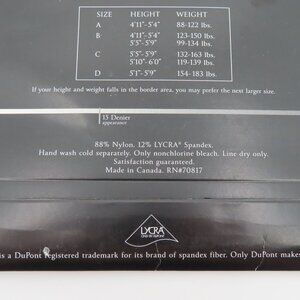 SIZE HEIGHT WEIGHT
A 4'11"-5'4" 88-122 lbs.
B 4'11"-5'4" 123-150 lbs.
5'5"-5'9" 99-134 lbs.
C 5'5"-5'9" 132-163 lbs.
5'10"-6'0" 119-139 lbs.
D 5'1"-5'9" 154-183 lbs.
If your height and weight falls in the border area, you may prefer the next larger size.
15 Denier
appearance
88% Nylon. 12% LYCRA® Spandex.
Hand wash cold separately. Only nonchlorine bleach. Line dry only.
Satisfaction guaranteed.
Made in Canada. RN#70817
LYCRA
ONLY BY DUPONT
is a DuPont registered trademark for its brand of spandex fiber. Only DuPont makes